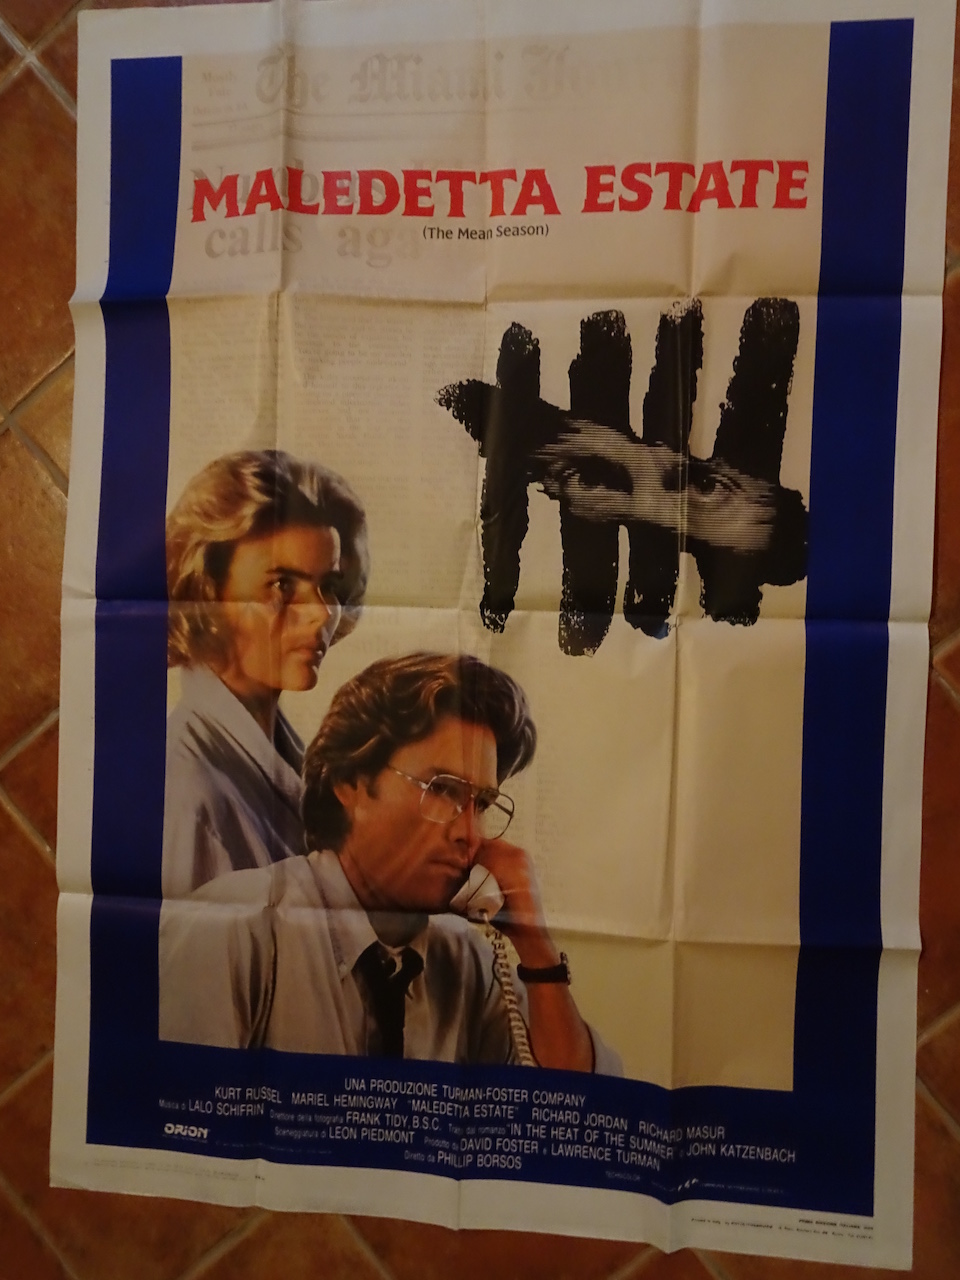 The Miami
MALEDETTA ESTATE
calls aga
(The Mean Season)
UNA PRODUZIONE TURMAN-FOSTER COMPANY
KURT RUSSEL MARIEL HEMINGWAY "MALEDETTA ESTATE" RICHARD JORDAN RICHARD MASUR
Musica di LALO SCHIFRIN Direttore della fotografia FRANK TIDY, B.S.C. Tratto dal romanzo "IN THE HEAT OF THE SUMMER" di JOHN KATZENBACH
Sceneggiatura di LEON PIEDMONT Prodotto da DAVID FOSTER e LAWRENCE TURMAN
Diretto da PHILLIP BORSOS
ORION
TECHNICOLOR